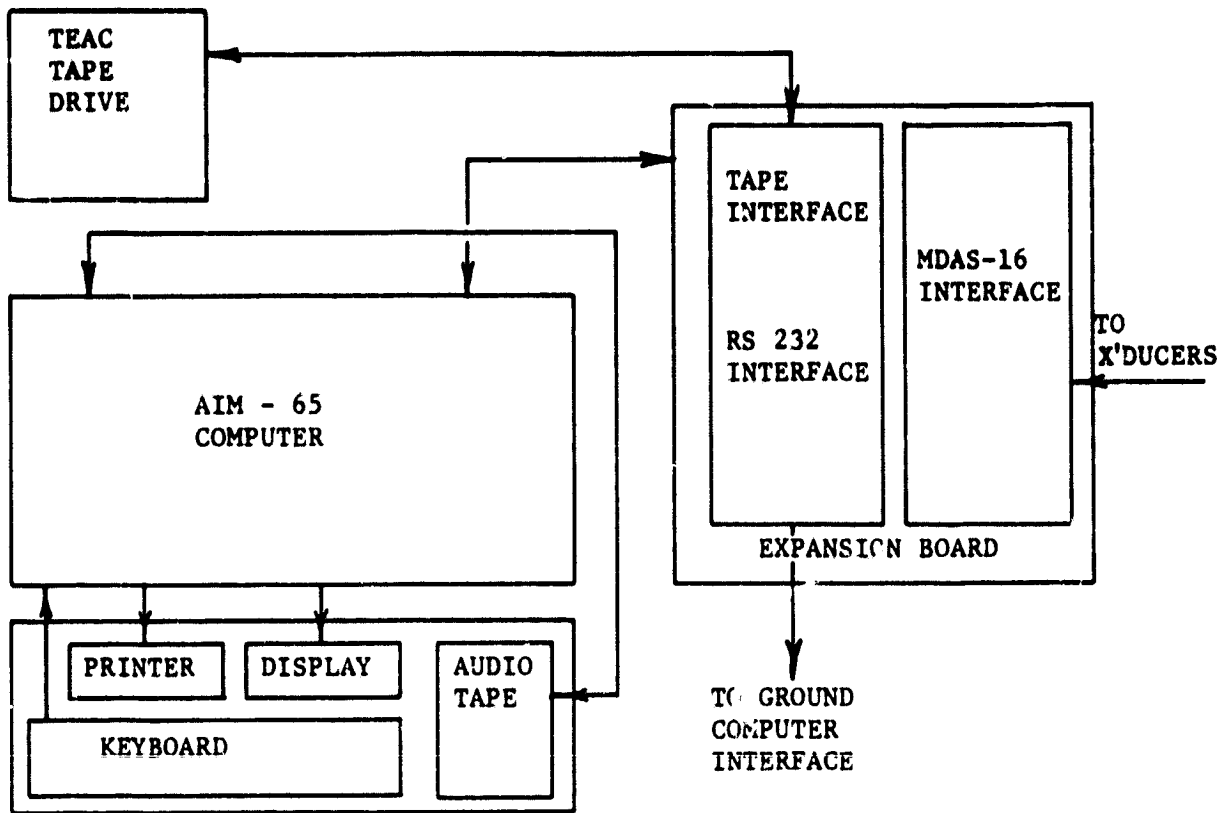 TEAC
TAPE
DRIVE
TAPE
INTERFACE
RS 232
INTERFACE
MDAS-16
INTERFACE
TO
X'DUCERS
EXPANSION BOARD
AIM - 65
COMPUTER
PRINTER
DISPLAY
AUDIO
TAPE
KEYBOARD
TO GROUND
COMPUTER
INTERFACE